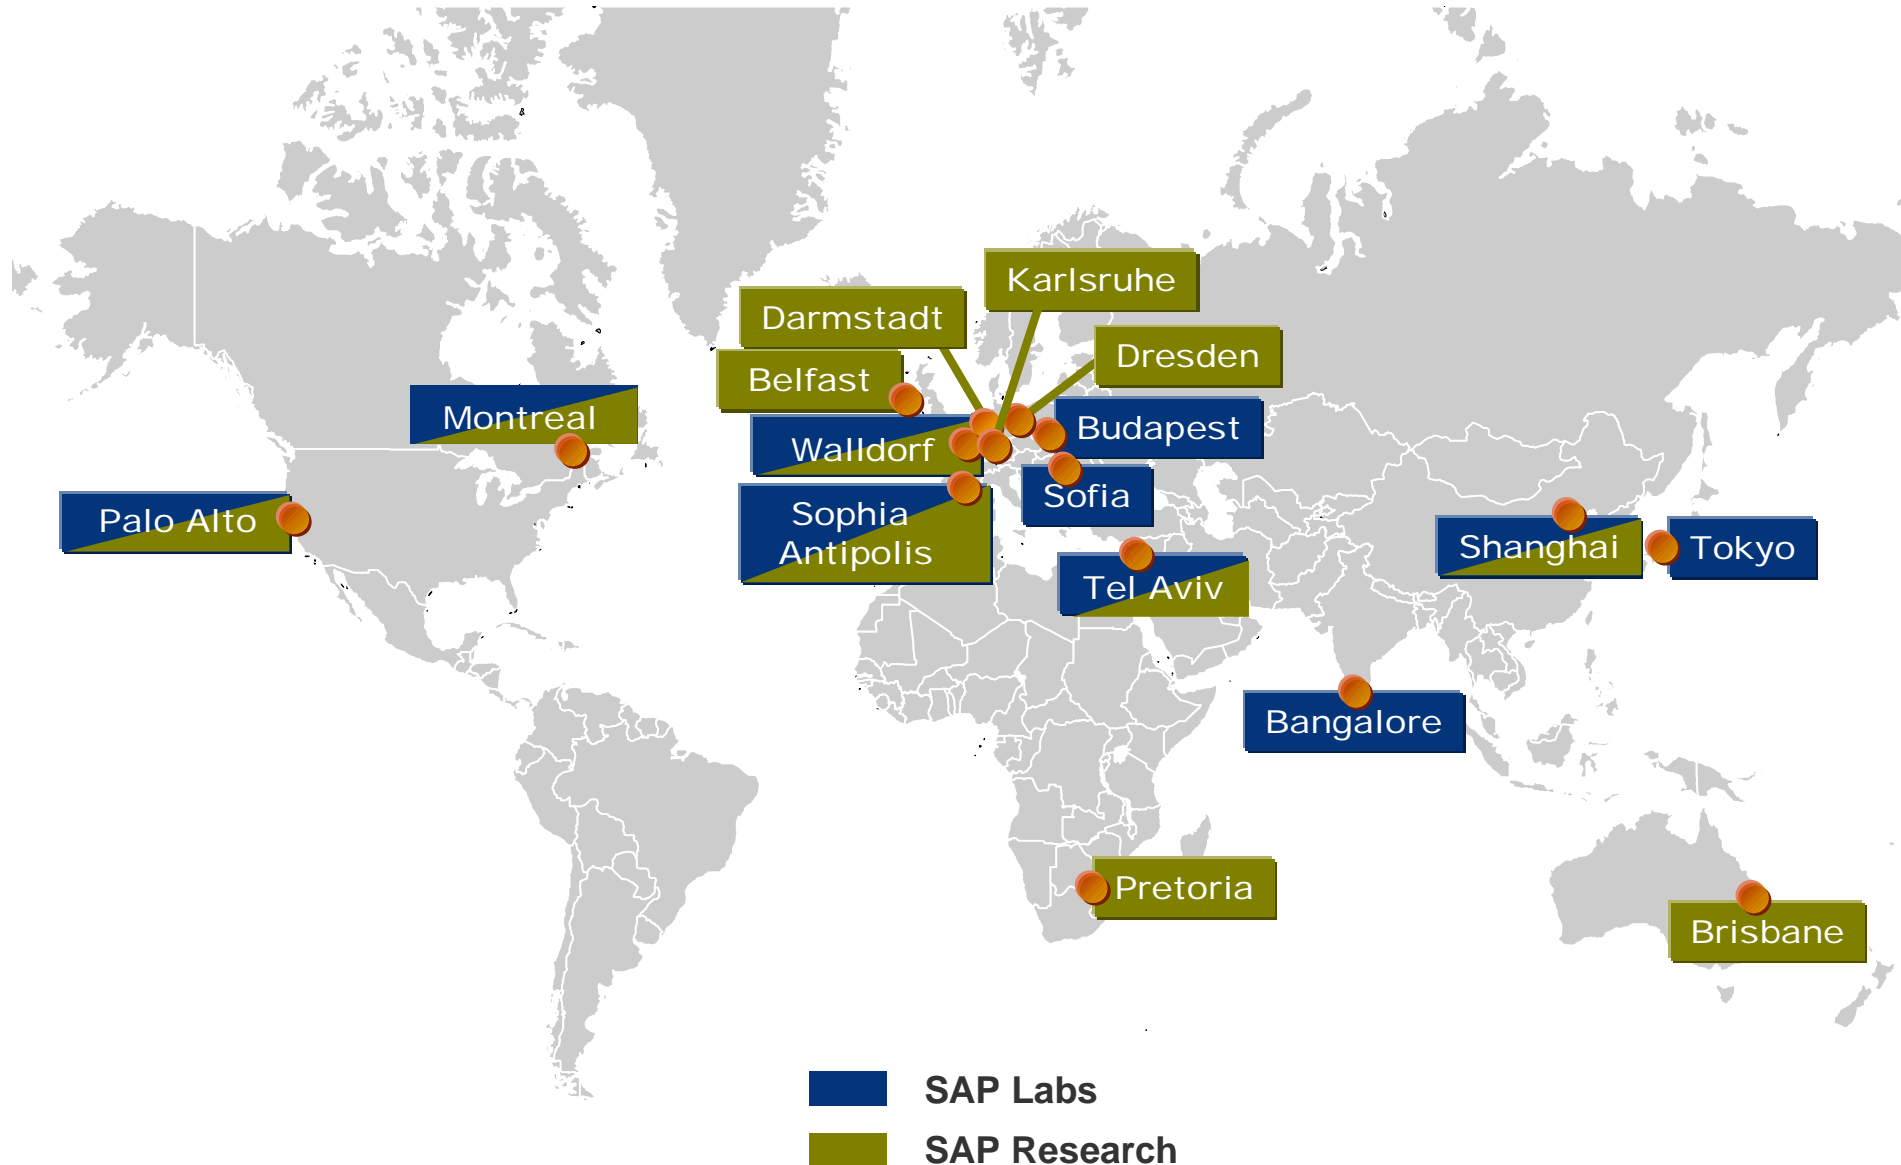 Karlsruhe
Darmstadt
Dresden
Belfast
Montreal
Budapest
Walldorf
Sofia
Palo Alto
Sophia
Antipolis
Shanghai
Tokyo
Tel Aviv
Bangalore
Pretoria
Brisbane
SAP Labs
SAP Research